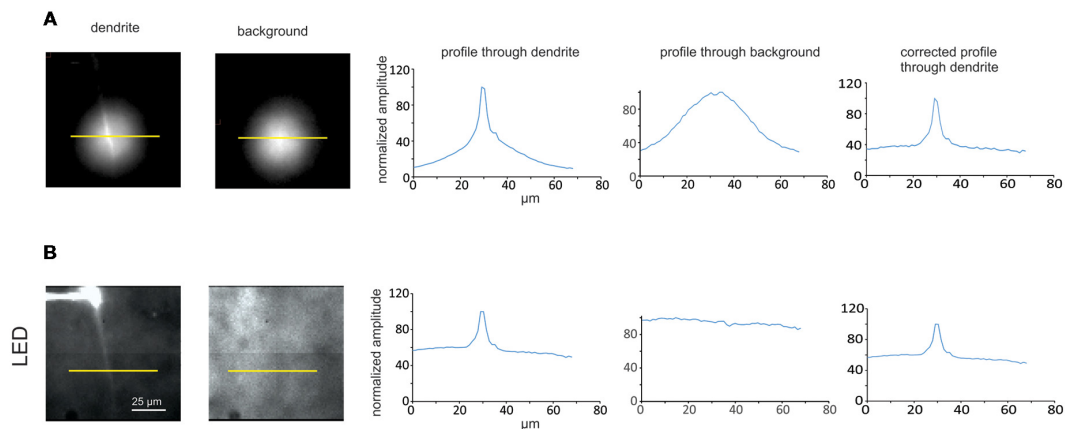 A
dendrite
background
profile through dendrite
profile through background
corrected profile
through dendrite
normalized amplitude
120
80
40
0
0 20 40 60 80
µm
80
40
0
0 20 40 60 80
120
80
40
0
0 20 40 60 80
B
LED
25 µm
normalized amplitude
120
80
40
0
0 20 40 60 80
µm
80
40
0
0 20 40 60 80
120
80
40
0
0 20 40 60 80